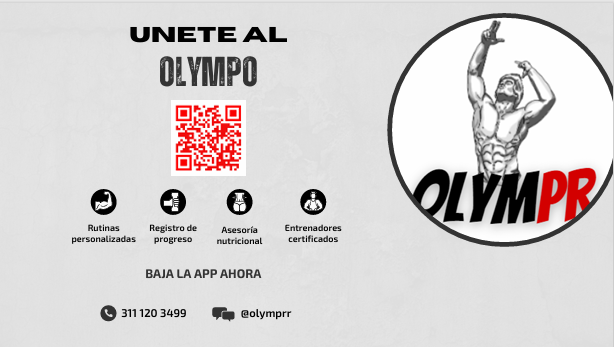 UNETE AL
OLYMPO
Rutinas
personalizadas
Registro de
progreso
Asesoría
nutricional
Entrenadores
certificados
BAJA LA APP AHORA
311 120 3499
@olymprr
OLYMPR